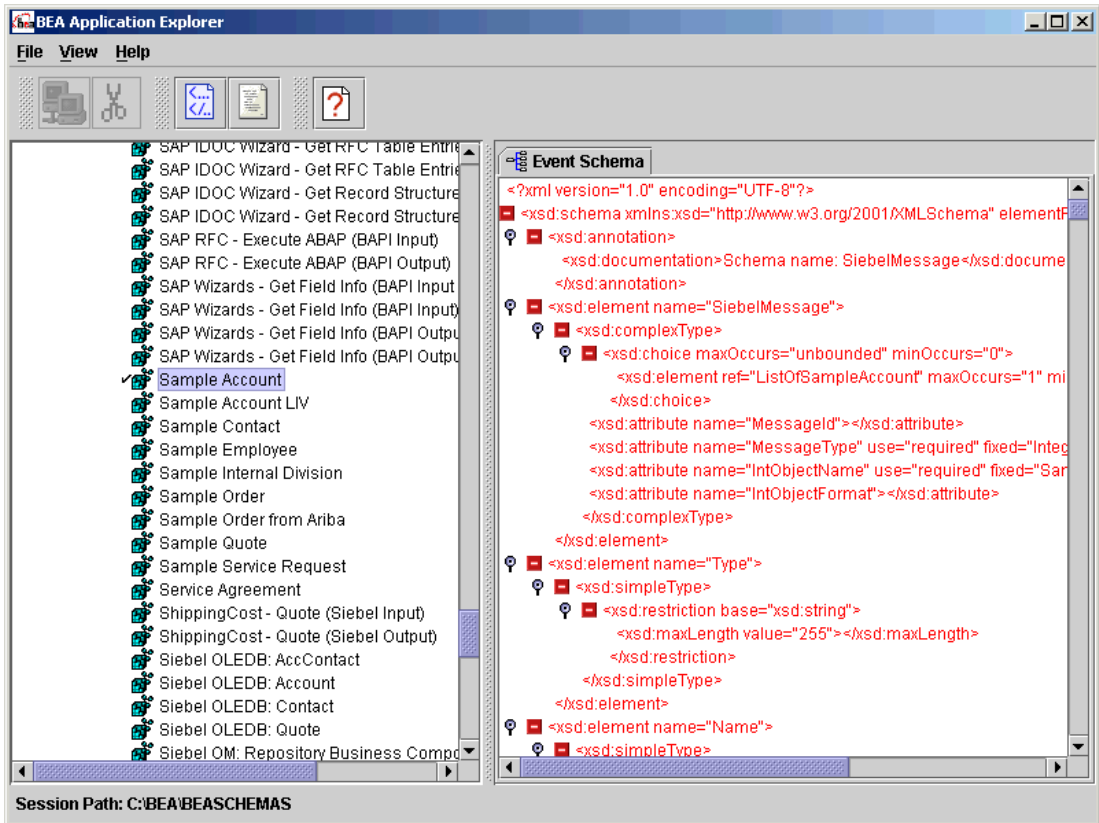 BEA Application Explorer
File View Help
SAP IDOC Wizard - Get RFC Table Entrie
SAP IDOC Wizard - Get RFC Table Entrie
SAP IDOC Wizard - Get Record Structure
SAP IDOC Wizard - Get Record Structure
SAP RFC - Execute ABAP (BAPI Input)
SAP RFC - Execute ABAP (BAPI Output)
SAP Wizards - Get Field Info (BAPI Input
SAP Wizards - Get Field Info (BAPI Input)
SAP Wizards - Get Field Info (BAPI Outpu
SAP Wizards - Get Field Info (BAPI Outpu
Sample Account
Sample Account LIV
Sample Contact
Sample Employee
Sample Internal Division
Sample Order
Sample Order from Ariba
Sample Quote
Sample Service Request
Service Agreement
ShippingCost - Quote (Siebel Input)
ShippingCost - Quote (Siebel Output)
Siebel OLEDB: AccContact
Siebel OLEDB: Account
Siebel OLEDB: Contact
Siebel OLEDB: Quote
Siebel OM: Repository Business Compo
Event Schema
<?xml version="1.0" encoding="UTF-8"?>
<xsd:schema xmlns:xsd="http://www.w3.org/2001/XMLSchema" elementF
<xsd:annotation>
<xsd:documentation>Schema name: SiebelMessage</xsd:docume
</xsd:annotation>
<xsd:element name="SiebelMessage">
<xsd:complexType>
<xsd:choice maxOccurs="unbounded" minOccurs="0">
<xsd:element ref="ListOfSampleAccount" maxOccurs="1" mi
</xsd:choice>
<xsd:attribute name="MessageId"></xsd:attribute>
<xsd:attribute name="MessageType" use="required" fixed="Integ
<xsd:attribute name="IntObjectName" use="required" fixed="Sar
<xsd:attribute name="IntObjectFormat"></xsd:attribute>
</xsd:complexType>
</xsd:element>
<xsd:element name="Type">
<xsd:simpleType>
<xsd:restriction base="xsd:string">
<xsd:maxLength value="255"></xsd:maxLength>
</xsd:restriction>
</xsd:simpleType>
</xsd:element>
<xsd:element name="Name">
<xsd:simpleType>
Session Path: C:\BEA\BEASCHEMAS